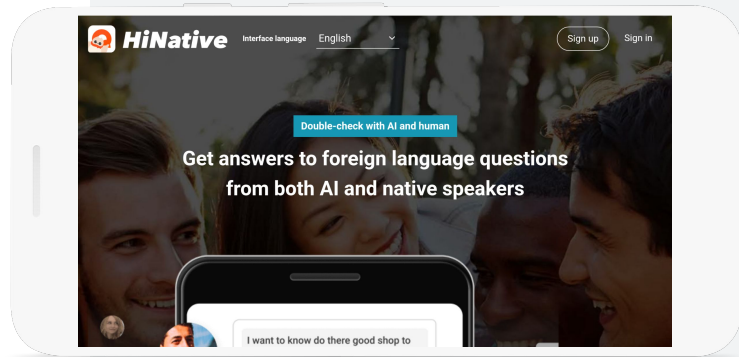 HiNative
Interface language
English
Sign up
Sign in
Double-check with AI and human
Get answers to foreign language questions
from both AI and native speakers
I want to know do there good shop to